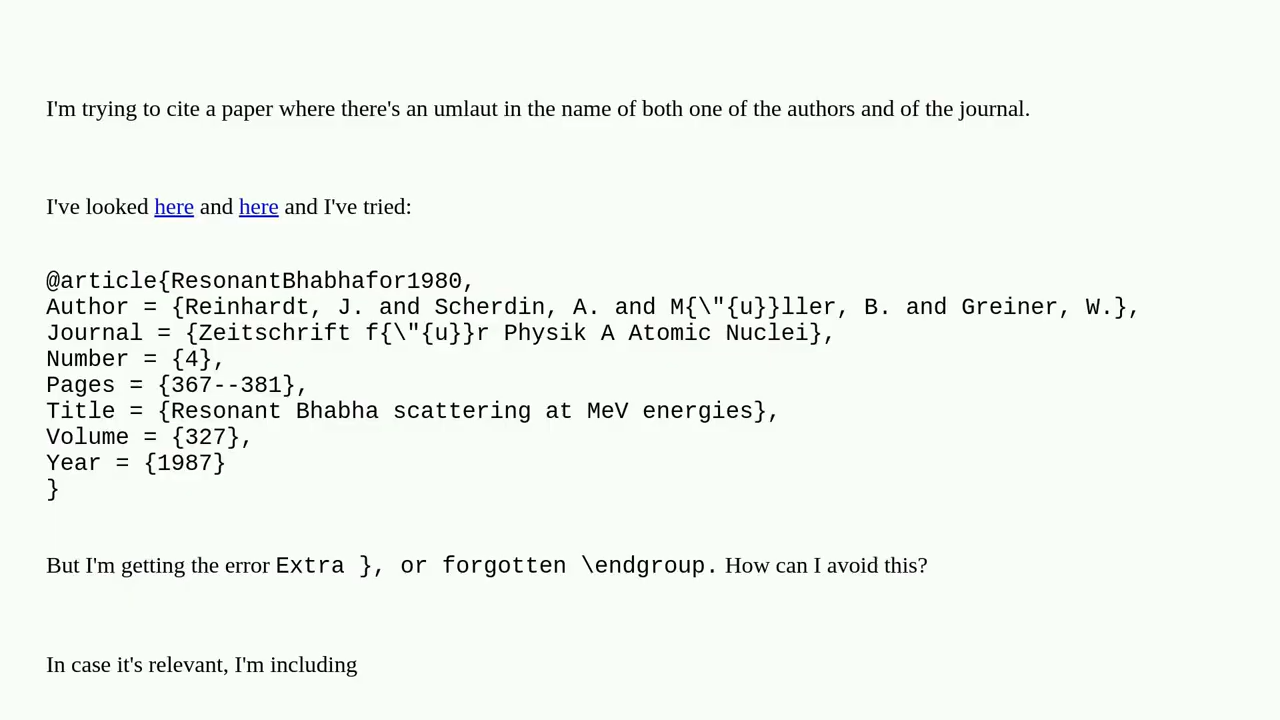 I'm trying to cite a paper where there's an umlaut in the name of both one of the authors and of the journal.
I've looked here and here and I've tried:
@article{ResonantBhabhafor1980,
Author = {Reinhardt, J. and Scherdin, A. and M{\"{u}}ller, B. and Greiner, W.},
Journal = {Zeitschrift f{\"{u}}r Physik A Atomic Nuclei},
Number = {4},
Pages = {367--381},
Title = {Resonant Bhabha scattering at MeV energies},
Volume = {327},
Year = {1987}
}
But I'm getting the error Extra }, or forgotten \endgroup. How can I avoid this?
In case it's relevant, I'm including